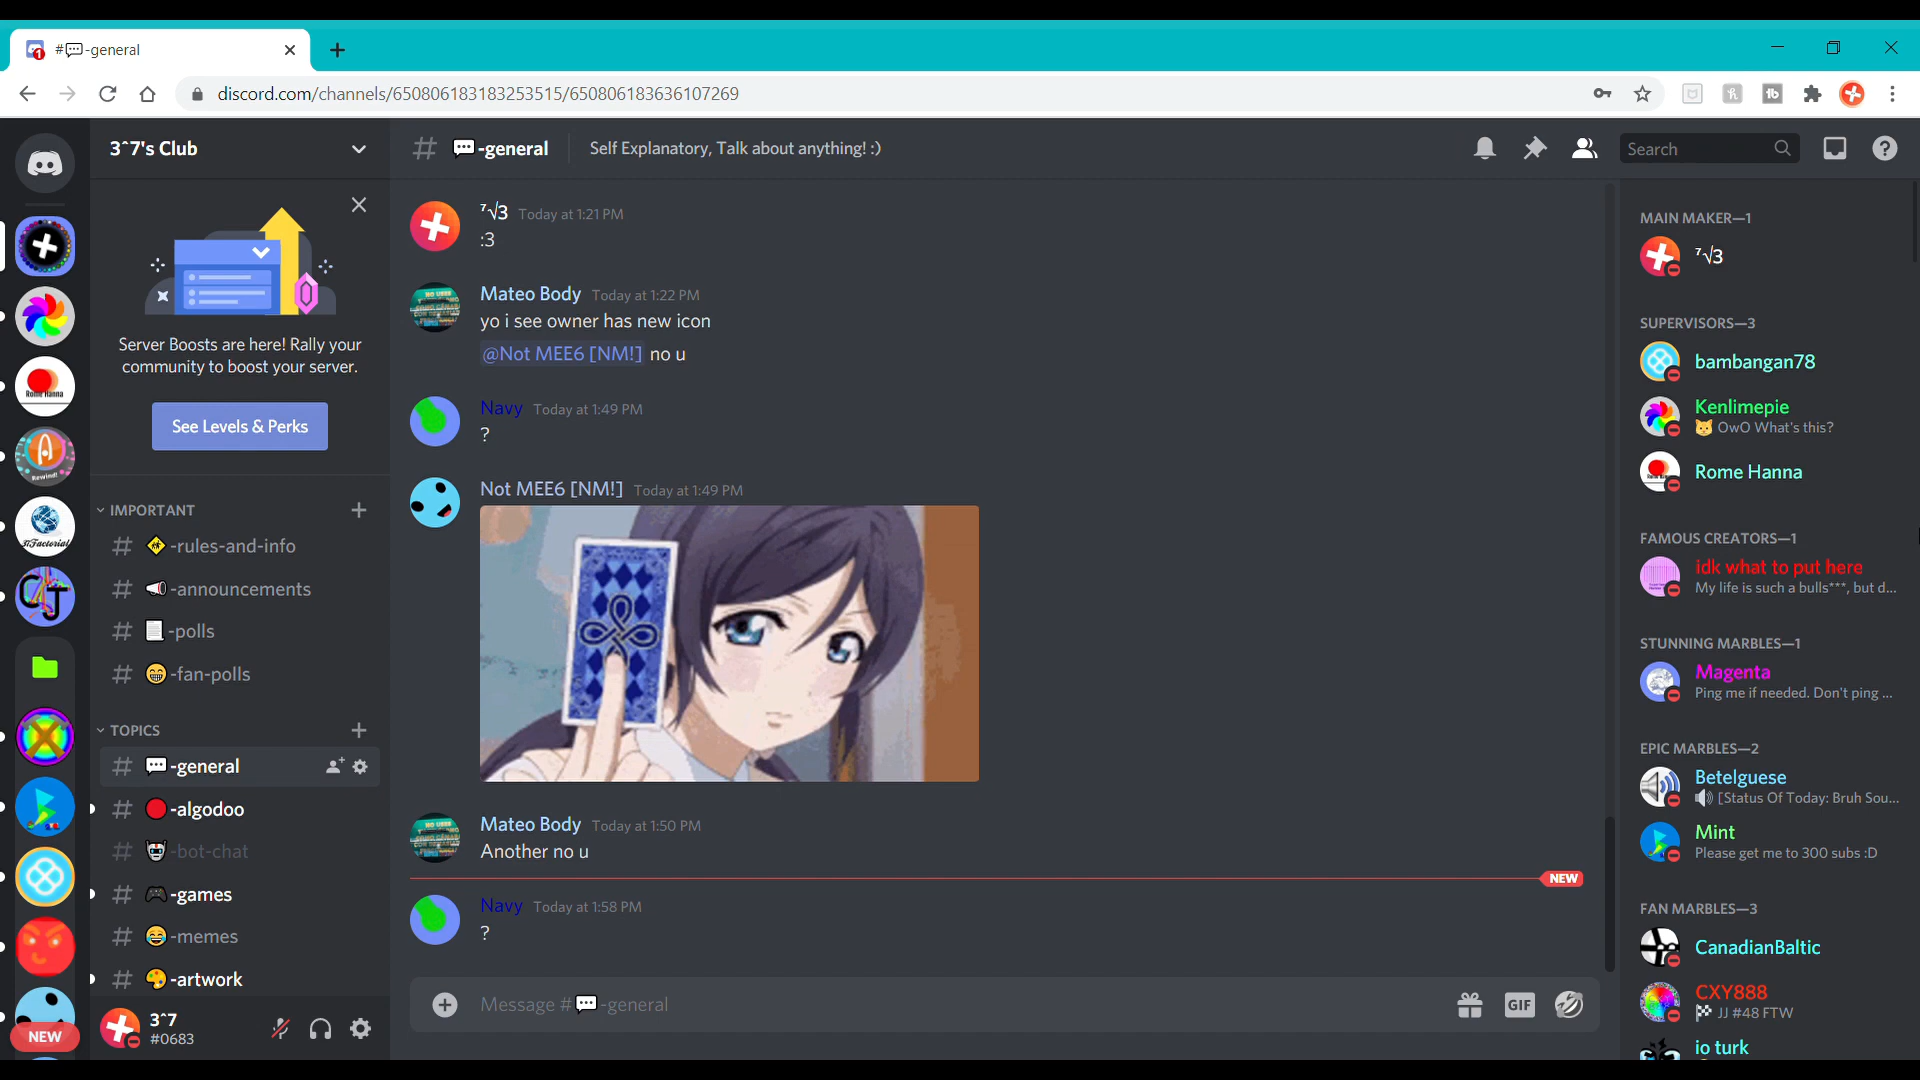 #💬-general
discord.com/channels/650806183183253515/650806183636107269
3ˆ7's Club
💬-general
Self Explanatory, Talk about anything! :)
Search
Server Boosts are here! Rally your
community to boost your server.
See Levels & Perks
IMPORTANT
🚸-rules-and-info
📢-announcements
📃-polls
😁-fan-polls
TOPICS
💬-general
🔴-algodoo
🤖-bot-chat
🎮-games
😂-memes
🎨-artwork
3ˆ7
#0683
NEW
⁷√3 Today at 1:21 PM
:3
Mateo Body Today at 1:22 PM
yo i see owner has new icon
@Not MEE6 [NM!] no u
Navy Today at 1:49 PM
?
Not MEE6 [NM!] Today at 1:49 PM
Mateo Body Today at 1:50 PM
Another no u
NEW
Navy Today at 1:58 PM
?
Message #💬-general
GIF
MAIN MAKER—1
⁷√3
SUPERVISORS—3
bambangan78
Kenlimepie
😺 OwO What's this?
Rome Hanna
FAMOUS CREATORS—1
idk what to put here
My life is such a bulls***, but d...
STUNNING MARBLES—1
Magenta
Ping me if needed. Don't ping ...
EPIC MARBLES—2
Betelguese
🔊 [Status Of Today: Bruh Sou...
Mint
Please get me to 300 subs :D
FAN MARBLES—3
CanadianBaltic
CXY888
🏁 JJ #48 FTW
io turk